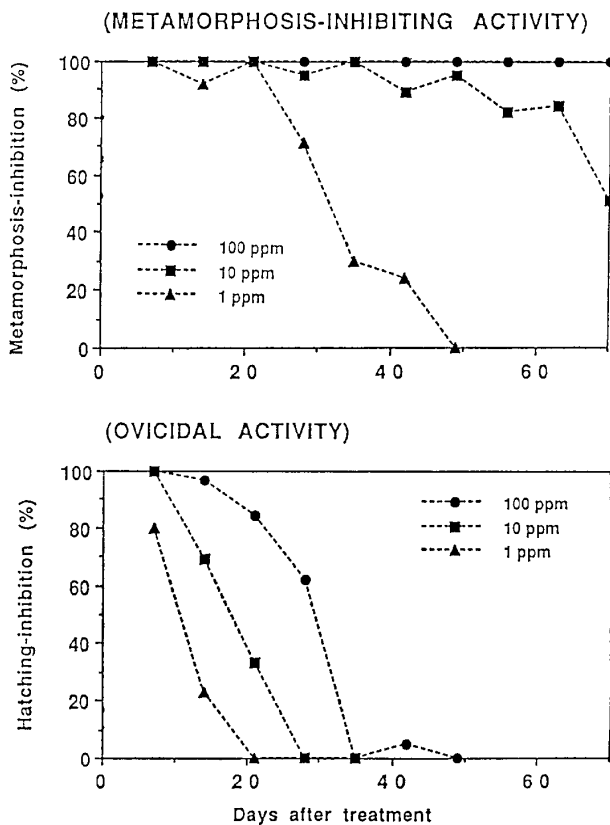 (METAMORPHOSIS-INHIBITING ACTIVITY)
Metamorphosis-inhibition (%)
100
80
60
40
20
0
100 ppm
10 ppm
1 ppm
0 20 40 60
(OVICIDAL ACTIVITY)
Hatching-inhibition (%)
100
80
60
40
20
0
100 ppm
10 ppm
1 ppm
0 20 40 60
Days after treatment